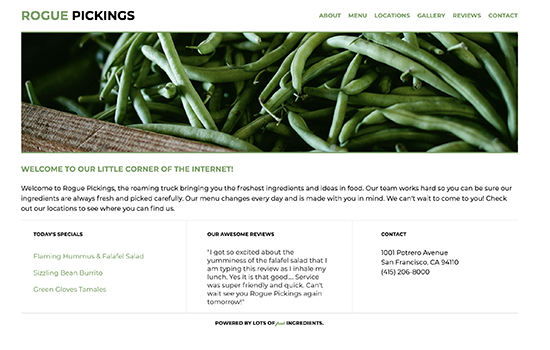 ROGUE PICKINGS
ABOUT MENU LOCATIONS GALLERY REVIEWS CONTACT
WELCOME TO OUR LITTLE CORNER OF THE INTERNET!
Welcome to Rogue Pickings, the roaming truck bringing you the freshest ingredients and ideas in food. Our team works hard so you can be sure our
ingredients are always fresh and picked carefully. Our menu changes every day and is made with you in mind. We can't wait to come to you! Check
out our locations to see where you can find us.
TODAY'S SPECIALS
Flaming Hummus & Falafel Salad
Sizzling Bean Burrito
Green Gloves Tamales
OUR AWESOME REVIEWS
"I got so excited about the
yumminess of the falafel salad that I
am typing this review as I inhale my
lunch. Yes it is that good.... Service
was super friendly and quick. Can't
wait see you Rogue Pickings again
tomorrow!"
CONTACT
1001 Potrero Avenue
San Francisco, CA 94110
(415) 206-8000
POWERED BY LOTS OF fresh INGREDIENTS.